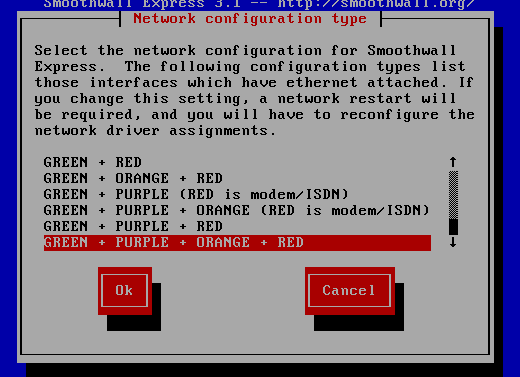 Smoothwall Express 3.1 -- http://smoothwall.org/
Network configuration type
Select the network configuration for Smoothwall
Express. The following configuration types list
those interfaces which have ethernet attached. If
you change this setting, a network restart will
be required, and you will have to reconfigure the
network driver assignments.
GREEN + RED
GREEN + ORANGE + RED
GREEN + PURPLE (RED is modem/ISDN)
GREEN + PURPLE + ORANGE (RED is modem/ISDN)
GREEN + PURPLE + RED
GREEN + PURPLE + ORANGE + RED
Ok Cancel